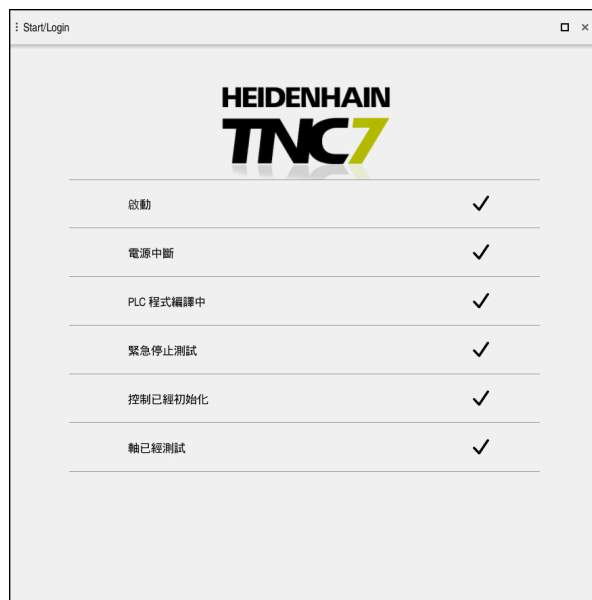 Start/Login
HEIDENHAIN
TNC7
啟動
電源中斷
PLC 程式編譯中
緊急停止測試
控制已經初始化
軸已經測試